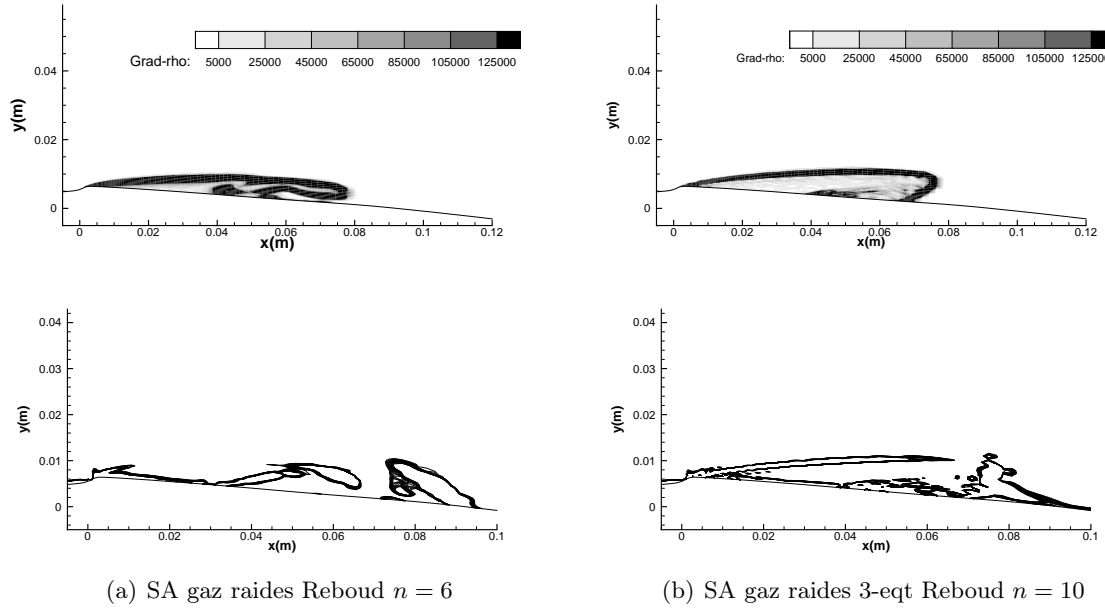 Grad-rho: 5000 25000 45000 65000 85000 105000 125000
y(m)
0.04
0.02
0
0 0.02 0.04 0.06 0.08 0.1 0.12
x(m)
Grad-rho: 5000 25000 45000 65000 85000 105000 12500
y(m)
0.04
0.02
0
0 0.02 0.04 0.06 0.08 0.1 0.12
x(m)
y(m)
0.04
0.03
0.02
0.01
0
0 0.02 0.04 0.06 0.08 0.1
x(m)
y(m)
0.04
0.03
0.02
0.01
0
0 0.02 0.04 0.06 0.08 0.1
x(m)
(a) SA gaz raides Reboud n = 6
(b) SA gaz raides 3-eqt Reboud n = 10